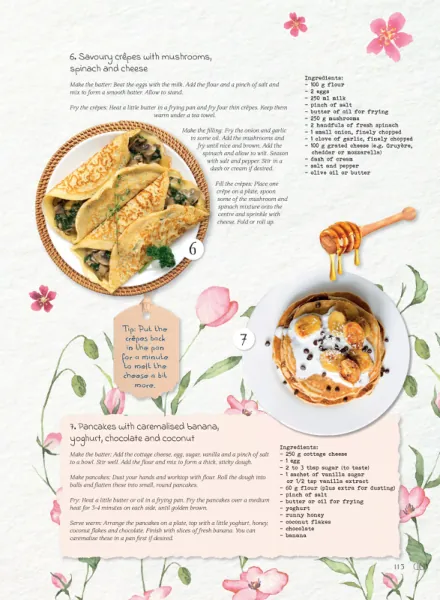 6. Savoury crêpes with mushrooms,
spinach and cheese
Make the batter: Beat the eggs with the milk. Add the flour and a pinch of salt and
mix to form a smooth batter. Allow to stand.
Fry the crêpes: Heat a little butter in a frying pan and fry four thin crêpes. Keep them
warm under a tea towel.
Make the filling: Fry the onion and garlic
in some oil. Add the mushrooms and
fry until nice and brown. Add the
spinach and allow to wilt. Season
with salt and pepper. Stir in a
dash or cream if desired.
Fill the crêpes: Place one
crêpe on a plate, spoon
some of the mushroom and
spinach mixture onto the
centre and sprinkle with
cheese. Fold or roll up.
Ingredients:
- 100 g flour
- 2 eggs
- 250 ml milk
- pinch of salt
- butter of oil for frying
- 250 g mushrooms
- 2 handfuls of fresh spinach
- 1 small onion, finely chopped
- 1 clove of garlic, finely chopped
- 100 g grated cheese (e.g. Gruyère,
chedder or mozzarella)
- dash of cream
- salt and pepper
- olive oil or butter
6
Tip: Put the
crêpes back
in the pan
for a minute
to melt the
cheese a bit
more.
7
7. Pancakes with caremalised banana,
yoghurt, chocolate and coconut
Make the batter: Add the cottage cheese, egg, sugar, vanilla and a pinch of salt
to a bowl. Stir well. Add the flour and mix to form a thick, sticky dough.
Make pancakes: Dust your hands and worktop with flour. Roll the dough into
balls and flatten these into small, round pancakes.
Fry: Heat a little butter or oil in a frying pan. Fry the pancakes over a medium
heat for 3-4 minutes on each side, until golden brown.
Serve warm: Arrange the pancakes on a plate, top with a little yoghurt, honey,
coconut flakes and chocolate. Finish with slices of fresh banana. You can
caramelise these in a pan first if desired.
Ingredients:
- 250 g cottage cheese
- 1 egg
- 2 to 3 tbsp sugar (to taste)
- 1 sachet of vanilla sugar
or 1/2 tsp vanilla extract
- 60 g flour (plus extra for dusting)
- pinch of salt
- butter or oil for frying
- yoghurt
- runny honey
- coconut flakes
- chocolate
- banana
113